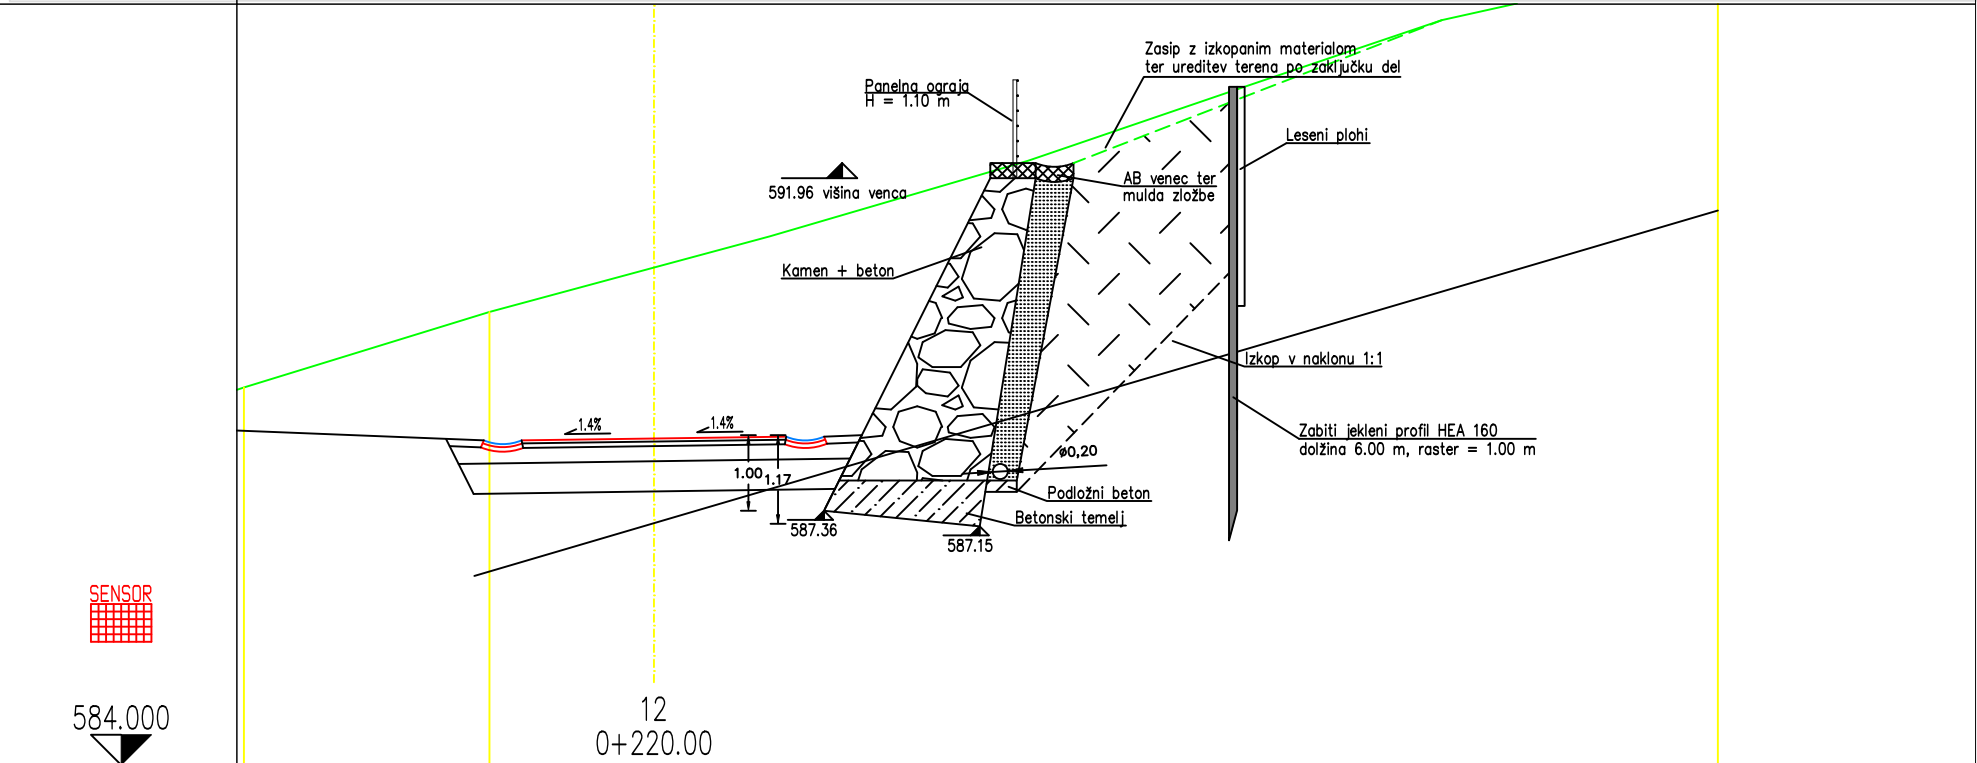 Zasip z izkopanim materialom
ter ureditev terena po zaključku del
Panelna ograja
H = 1.10 m
Leseni plohi
AB venec ter
mulda zložbe
591.96 višina venca
Kamen + beton
Izkop v naklonu 1:1
1.4%
1.4%
Zabiti jekleni profil HEA 160
dolžina 6.00 m, raster = 1.00 m
ø0,20
1.00
1.17
Podložni beton
Betonski temelj
587.36
587.15
SENSOR
584.000
12
0+220.00